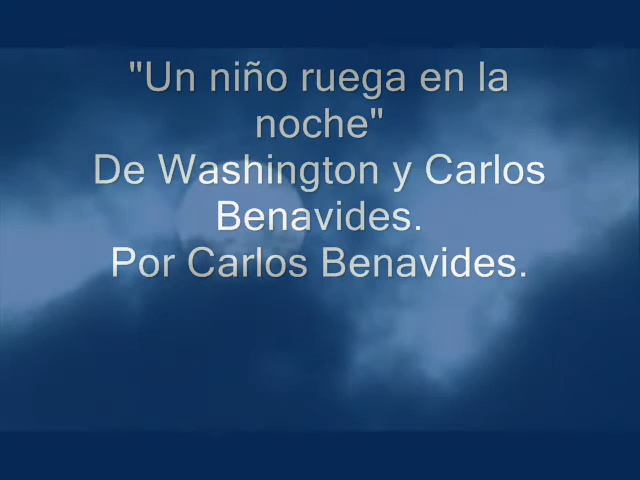 "Un niño ruega en la
noche"
De Washington y Carlos
Benavides.
Por Carlos Benavides.